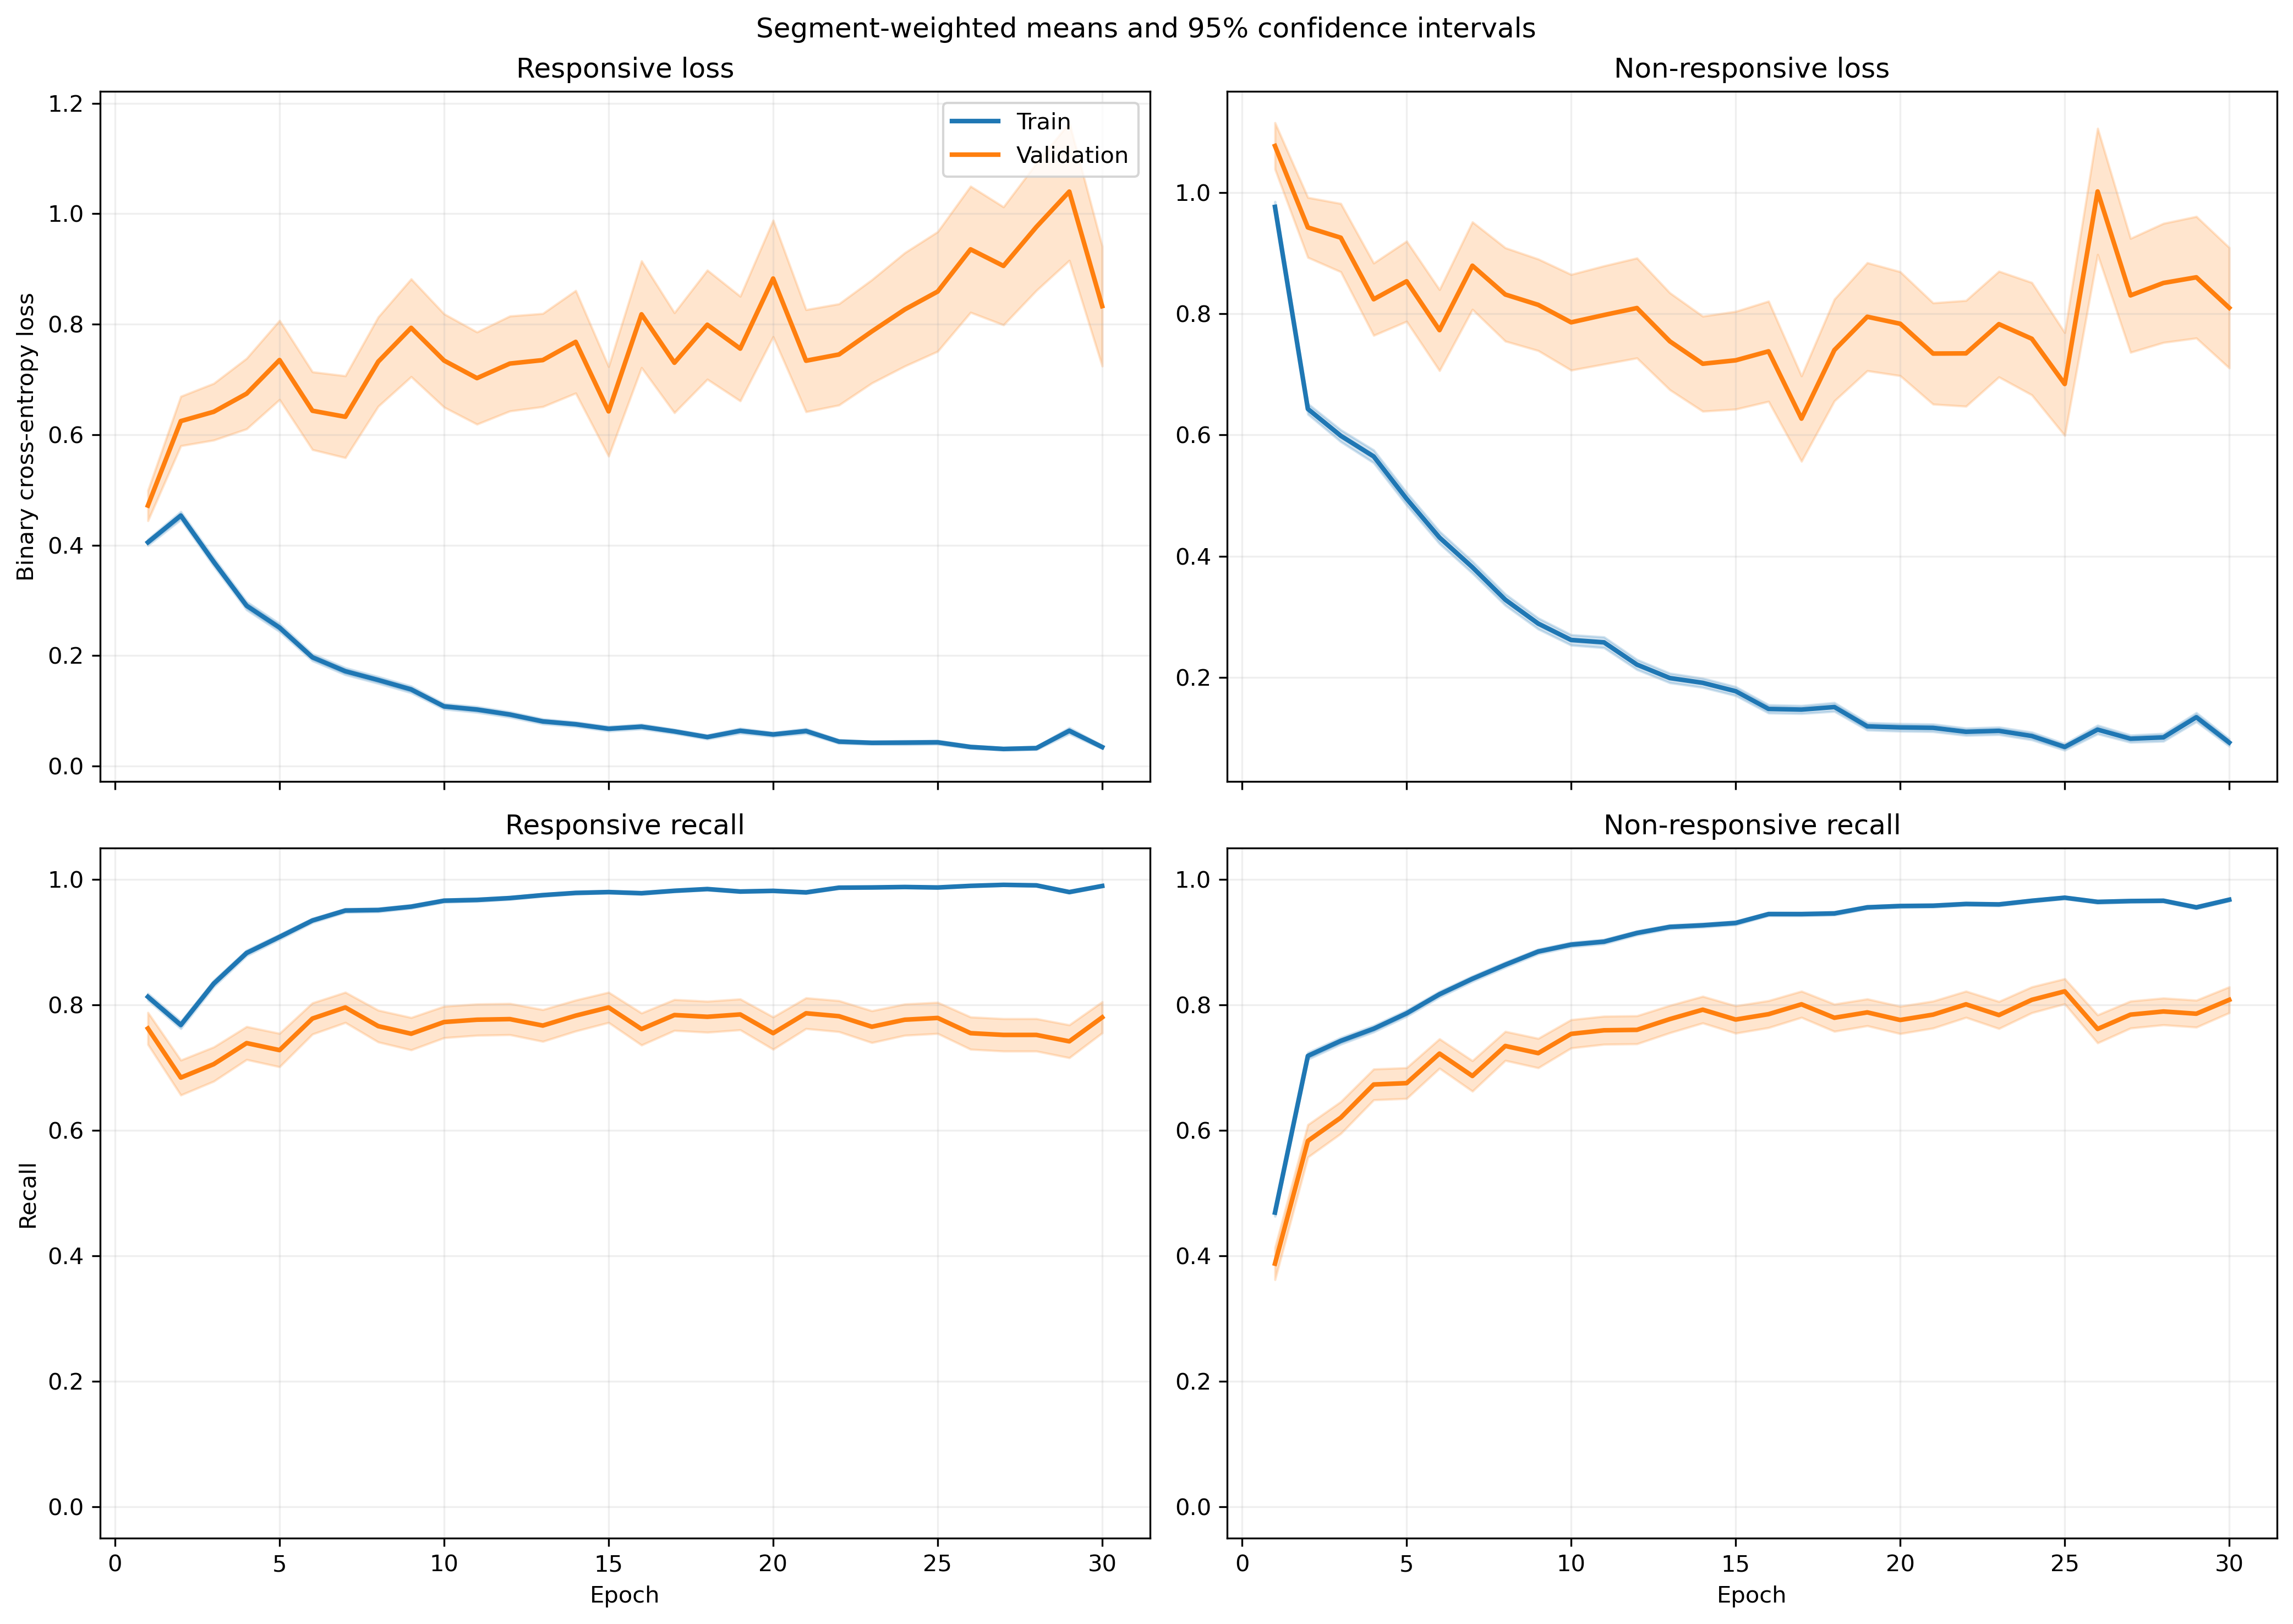 Segment-weighted means and 95% confidence intervals
Responsive loss
Non-responsive loss
Binary cross-entropy loss
1.2
1.0
0.8
0.6
0.4
0.2
0.0
Train
Validation
1.0
0.8
0.6
0.4
0.2
Responsive recall
Non-responsive recall
Recall
1.0
0.8
0.6
0.4
0.2
0.0
0 5 10 15 20 25 30
Epoch
1.0
0.8
0.6
0.4
0.2
0.0
0 5 10 15 20 25 30
Epoch